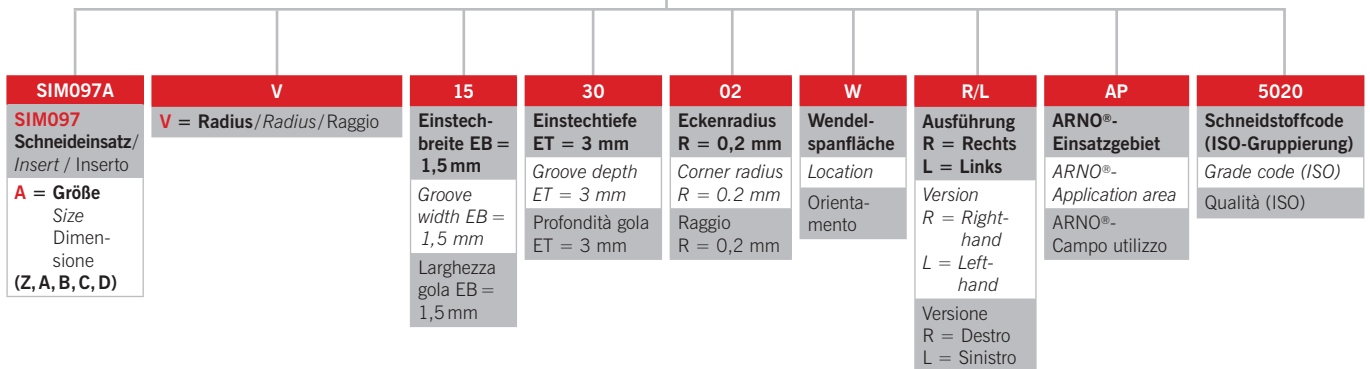 SIM097A
SIM097
Schneideinsatz/
Insert / Inserto
A = Größe
Size
Dimen-
sione
(Z, A, B, C, D)
V
V = Radius/Radius/Raggio
15
Einstech-
breite EB =
1,5 mm
Groove
width EB =
1,5 mm
Larghezza
gola EB =
1,5 mm
30
Einstechtiefe
ET = 3 mm
Groove depth
ET = 3 mm
Profondità gola
ET = 3 mm
02
Eckenradius
R = 0,2 mm
Corner radius
R = 0.2 mm
Raggio
R = 0,2 mm
W
Wendel-
spanfläche
Location
Orienta-
mento
R/L
Ausführung
R = Rechts
L = Links
Version
R = Right-
hand
L = Left-
hand
Versione
R = Destro
L = Sinistro
AP
ARNO®-
Einsatzgebiet
ARNO®-
Application area
ARNO®-
Campo utilizzo
5020
Schneidstoffcode
(ISO-Gruppierung)
Grade code (ISO)
Qualità (ISO)